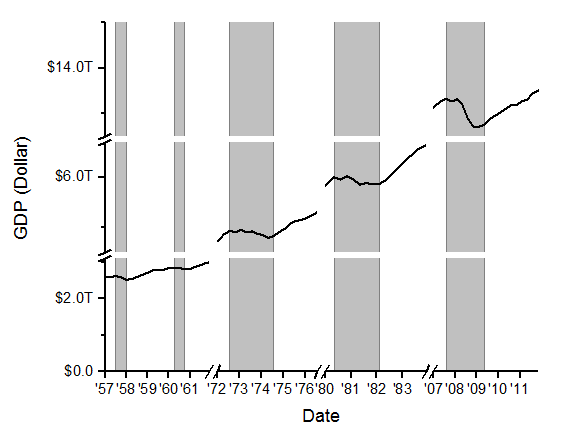 GDP (Dollar)
$14.0T
$6.0T
$2.0T
$0.0
'57 '58 '59 '60 '61 '72 '73 '74 '75 '76 '80 '81 '82 '83 '07 '08 '09 '10 '11
Date